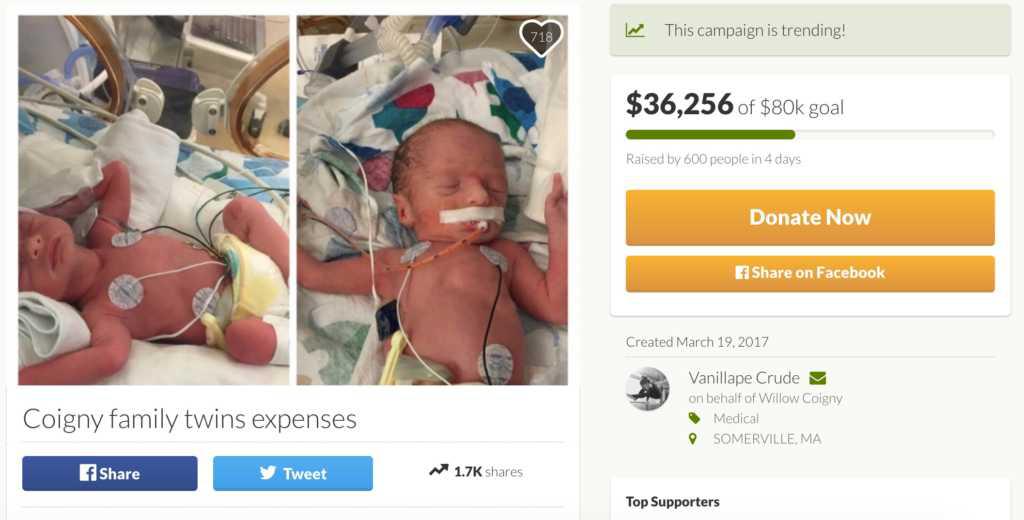 718
Coigny family twins expenses
Share
Tweet
1.7K shares
This campaign is trending!
$36,256 of $80k goal
Raised by 600 people in 4 days
Donate Now
Share on Facebook
Created March 19, 2017
Vanillape Crude
on behalf of Willow Coigny
Medical
SOMERVILLE, MA
Top Supporters